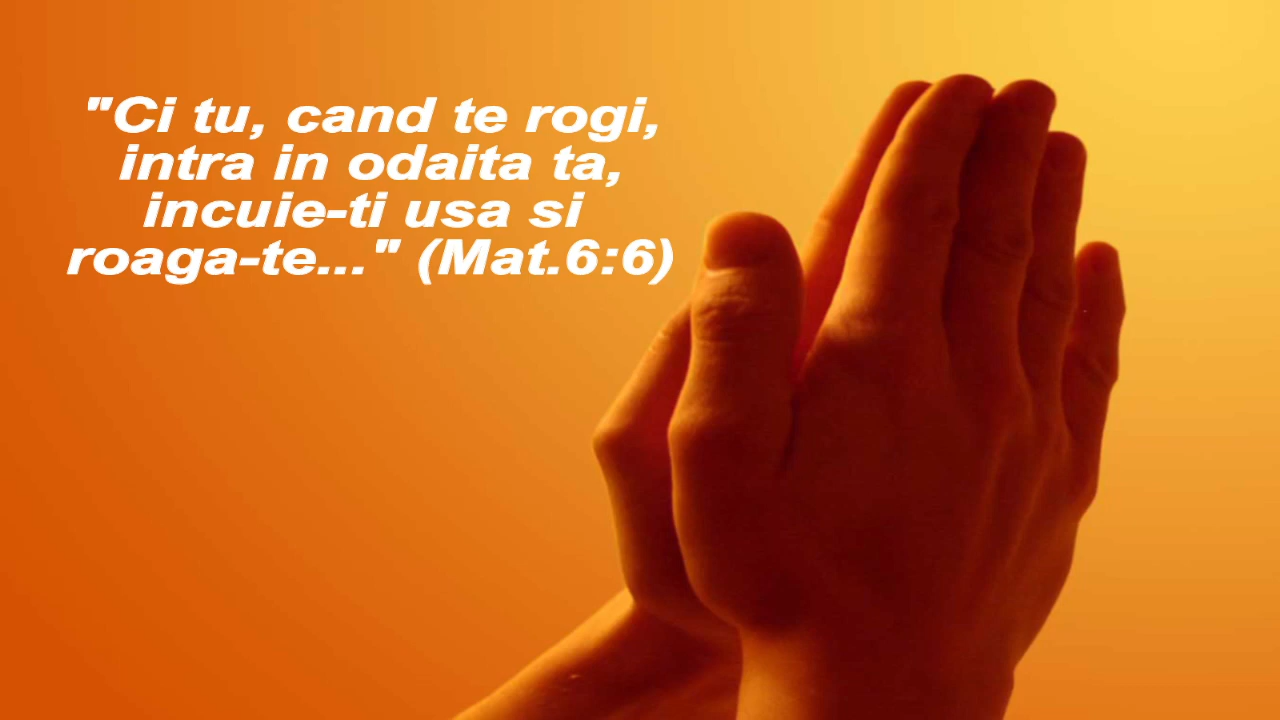 "Ci tu, cand te rogi,
intra in odaita ta,
incuie-ti usa si
roaga-te..." (Mat.6:6)